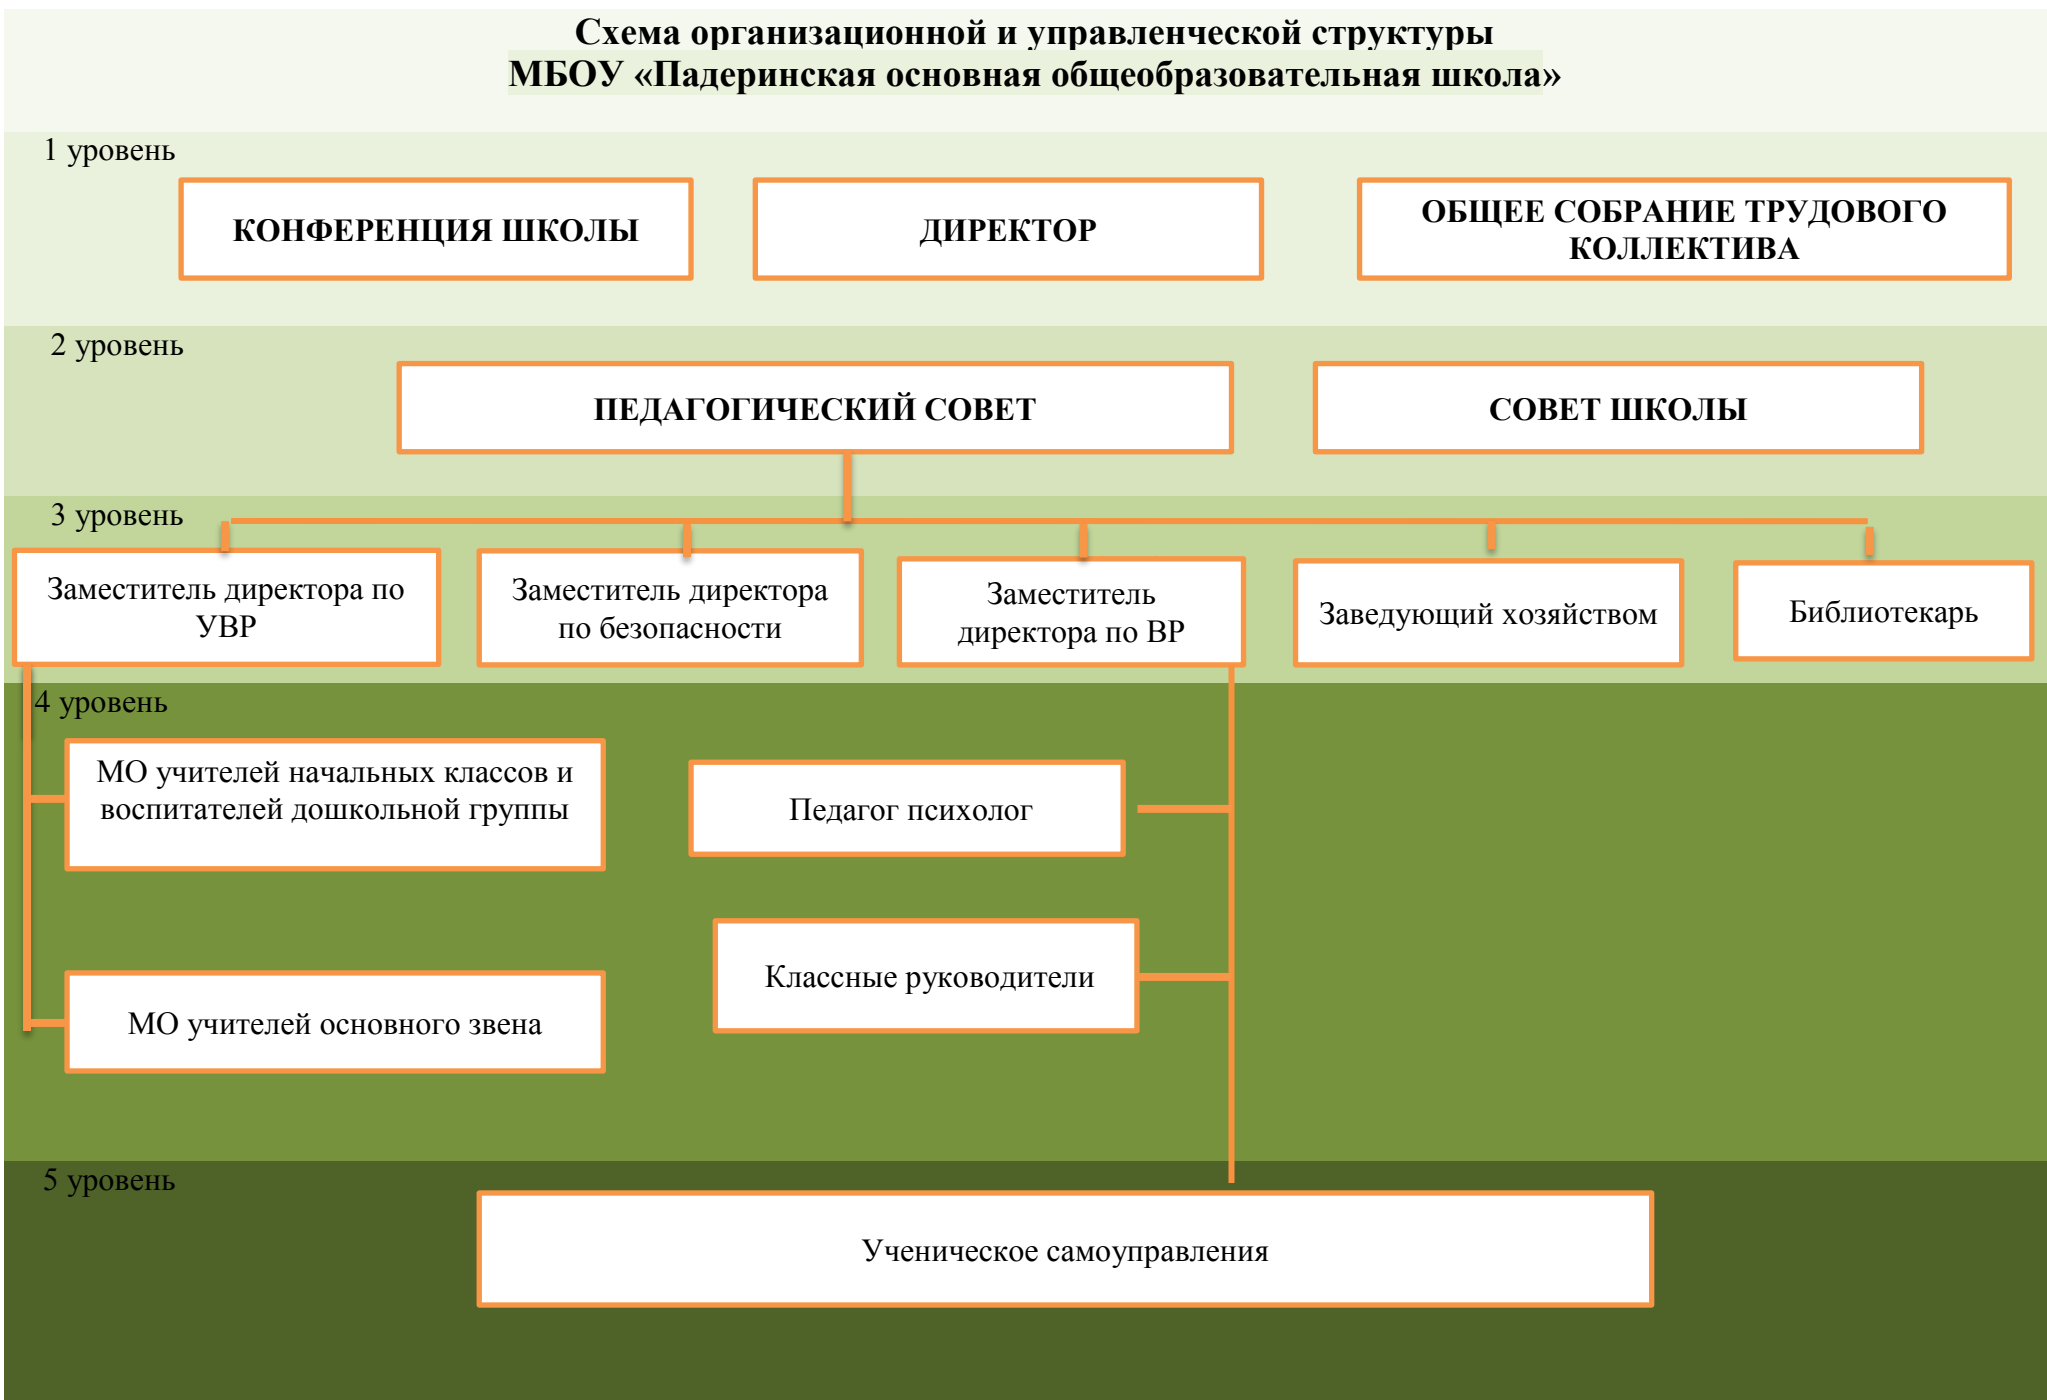 Схема организационной и управленческой структуры
МБОУ «Падеринская основная общеобразовательная школа»
1 уровень
КОНФЕРЕНЦИЯ ШКОЛЫ
ДИРЕКТОР
ОБЩЕЕ СОБРАНИЕ ТРУДОВОГО
КОЛЛЕКТИВА
2 уровень
ПЕДАГОГИЧЕСКИЙ СОВЕТ
СОВЕТ ШКОЛЫ
3 уровень
Заместитель директора по
УВР
Заместитель директора
по безопасности
Заместитель
директора по ВР
Заведующий хозяйством
Библиотекарь
4 уровень
МО учителей начальных классов и
воспитателей дошкольной группы
Педагог психолог
Классные руководители
МО учителей основного звена
5 уровень
Ученическое самоуправления